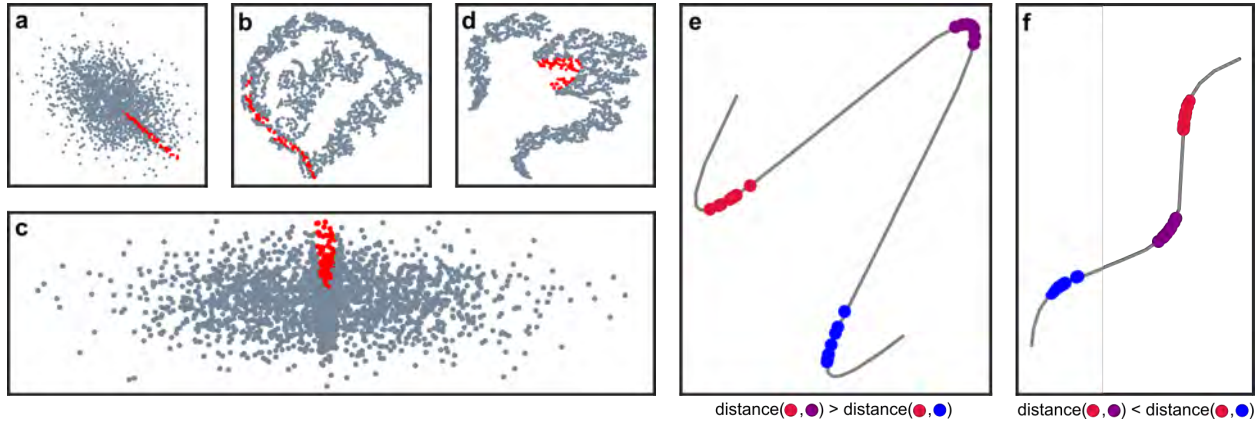 a
b
d
e
f
c
distance( , ) > distance( , )
distance( , ) < distance( , )